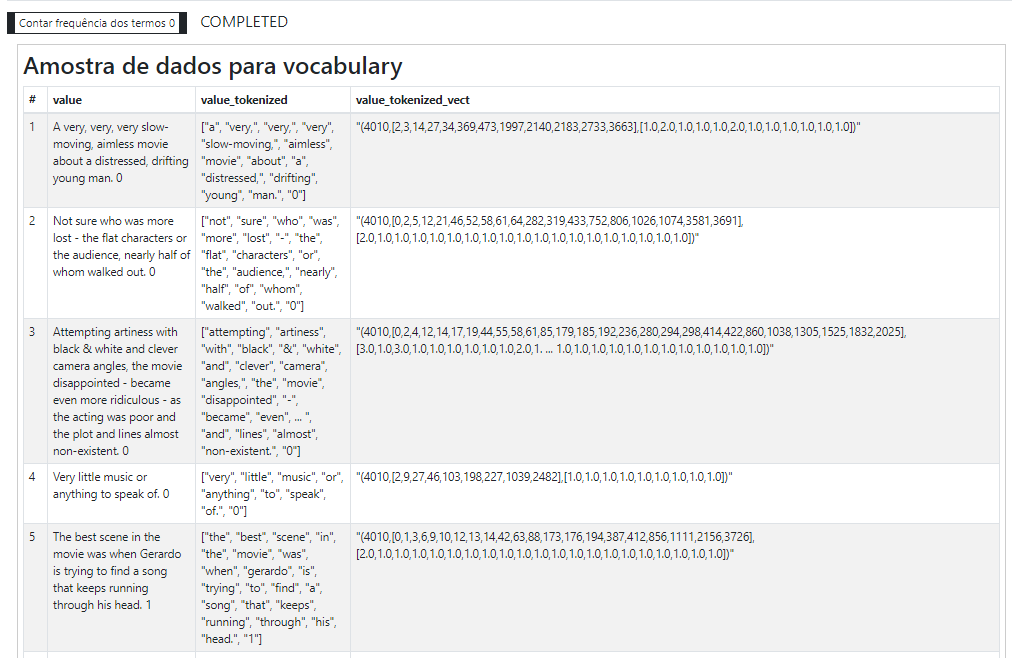 Contar frequência dos termos 0 COMPLETED
Amostra de dados para vocabulary
# value value_tokenized value_tokenized_vect
1 A very, very, very slow- ["a", "very,", "very,", "very", "(4010,[2,3,14,27,34,369,473,1997,2140,2183,2733,3663],[1.0,2.0,1.0,1.0,1.0,2.0,1.0,1.0,1.0,1.0,1.0,1.0])"
moving, aimless movie "slow-moving,", "aimless",
about a distressed, drifting "movie", "about", "a",
young man. 0 "distressed,", "drifting",
"young", "man.", "0"]
2 Not sure who was more ["not", "sure", "who", "was", "(4010,[0,2,5,12,21,46,52,58,61,64,282,319,433,752,806,1026,1074,3581,3691],
lost - the flat characters or "more", "lost", "-", "the", [2.0,1.0,1.0,1.0,1.0,1.0,1.0,1.0,1.0,1.0,1.0,1.0,1.0,1.0,1.0,1.0,1.0,1.0,1.0])"
the audience, nearly half of "flat", "characters", "or",
whom walked out. 0 "the", "audience,", "nearly",
"half", "of", "whom",
"walked", "out.", "0"]
3 Attempting artiness with ["attempting", "artiness", "(4010,[0,2,4,12,14,17,19,44,55,58,61,85,179,185,192,236,280,294,298,414,422,860,1038,1305,1525,1832,2025],
black & white and clever "with", "black", "&", "white", [3.0,1.0,3.0,1.0,1.0,1.0,1.0,1.0,1.0,2.0,1. ... 1.0,1.0,1.0,1.0,1.0,1.0,1.0,1.0,1.0,1.0,1.0,1.0])"
camera angles, the movie "and", "clever", "camera",
disappointed - became "angles,", "the", "movie",
even more ridiculous - as "disappointed", "-",
the acting was poor and "became", "even", ... ",
the plot and lines almost "and", "lines", "almost",
non-existent. 0 "non-existent.", "0"]
4 Very little music or ["very", "little", "music", "or", "(4010,[2,9,27,46,103,198,227,1039,2482],[1.0,1.0,1.0,1.0,1.0,1.0,1.0,1.0,1.0])"
anything to speak of. 0 "anything", "to", "speak",
"of.", "0"]
5 The best scene in the ["the", "best", "scene", "in", "(4010,[0,1,3,6,9,10,12,13,14,42,63,88,173,176,194,387,412,856,1111,2156,3726],
movie was when Gerardo "the", "movie", "was", [2.0,1.0,1.0,1.0,1.0,1.0,1.0,1.0,1.0,1.0,1.0,1.0,1.0,1.0,1.0,1.0,1.0,1.0,1.0,1.0,1.0])"
is trying to find a song "when", "gerardo", "is",
that keeps running "trying", "to", "find", "a",
through his head. 1 "song", "that", "keeps",
"running", "through", "his",
"head.", "1"]